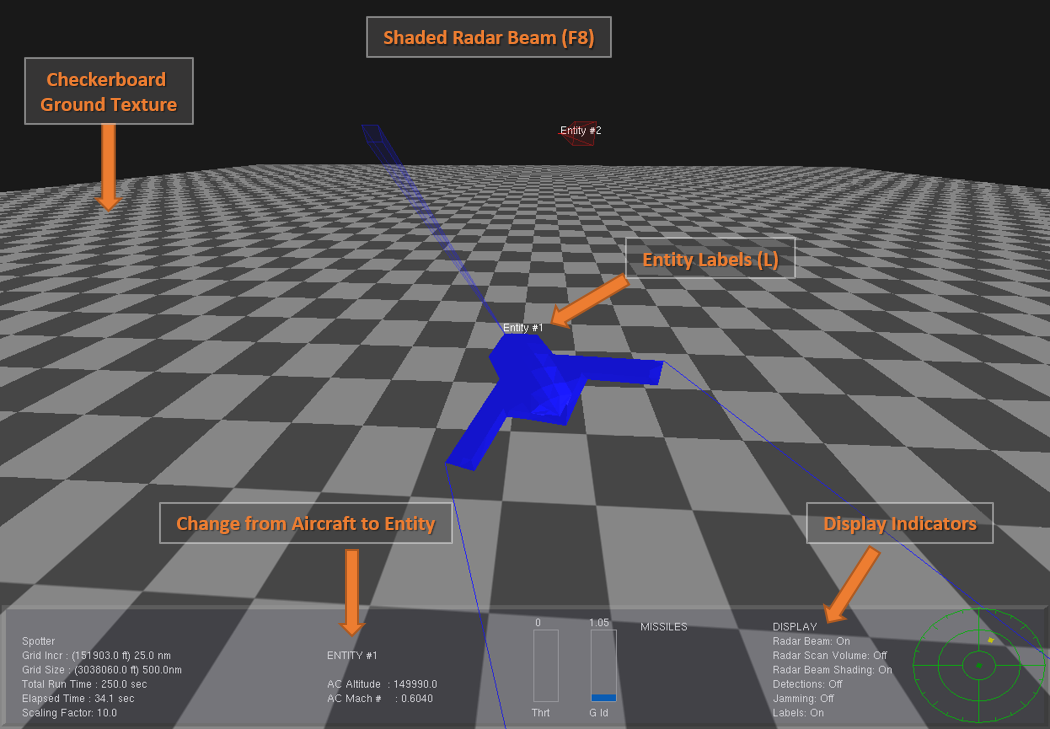 Shaded Radar Beam (F8)
Checkerboard
Ground Texture
Entity #2
Entity Labels (L)
Entity #1
Change from Aircraft to Entity
Display Indicators
Spotter
Grid Incr : (151903.0 ft) 25.0 nm
Grid Size : (3038060.0 ft) 500.0nm
Total Run Time : 250.0 sec
Elapsed Time : 34.1 sec
Scaling Factor: 10.0
ENTITY #1
AC Altitude : 149990.0
AC Mach # : 0.6040
0
1.05
Thrt
G ld
MISSILES
DISPLAY
Radar Beam: On
Radar Scan Volume: Off
Radar Beam Shading: On
Detections: Off
Jamming: Off
Labels: On